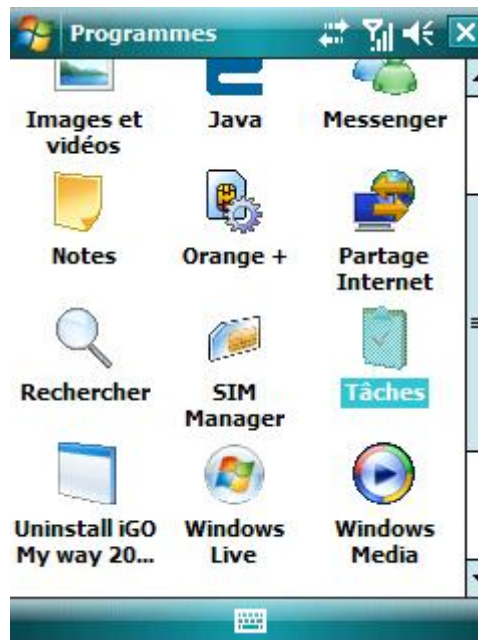 Programmes
Images et
vidéos
Java
Messenger
Notes
Orange +
Partage
Internet
Rechercher
SIM
Manager
Tâches
Uninstall iGO
My way 20...
Windows
Live
Windows
Media